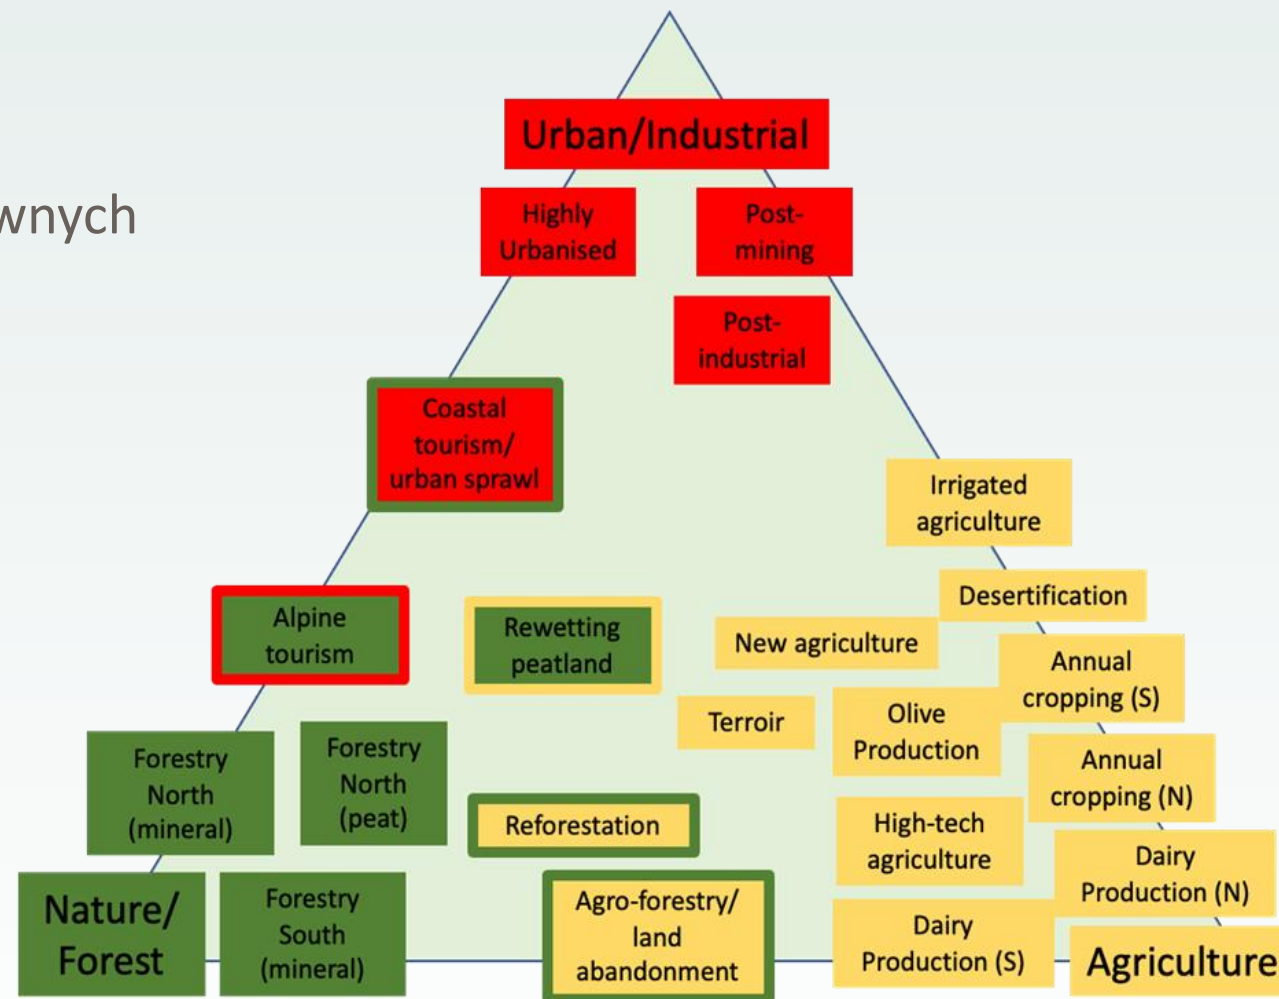 Urban/Industrial
wnych
Highly
Urbanised
Post-
mining
Post-
industrial
Coastal
tourism/
urban sprawl
Irrigated
agriculture
Desertification
Alpine
tourism
Rewetting
peatland
New agriculture
Annual
cropping (S)
Terroir
Olive
Production
Forestry
North
(mineral)
Forestry
North
(peat)
Annual
cropping (N)
Reforestation
High-tech
agriculture
Dairy
Production (N)
Nature/
Forest
Forestry
South
(mineral)
Agro-forestry/
land
abandonment
Dairy
Production (S)
Agriculture